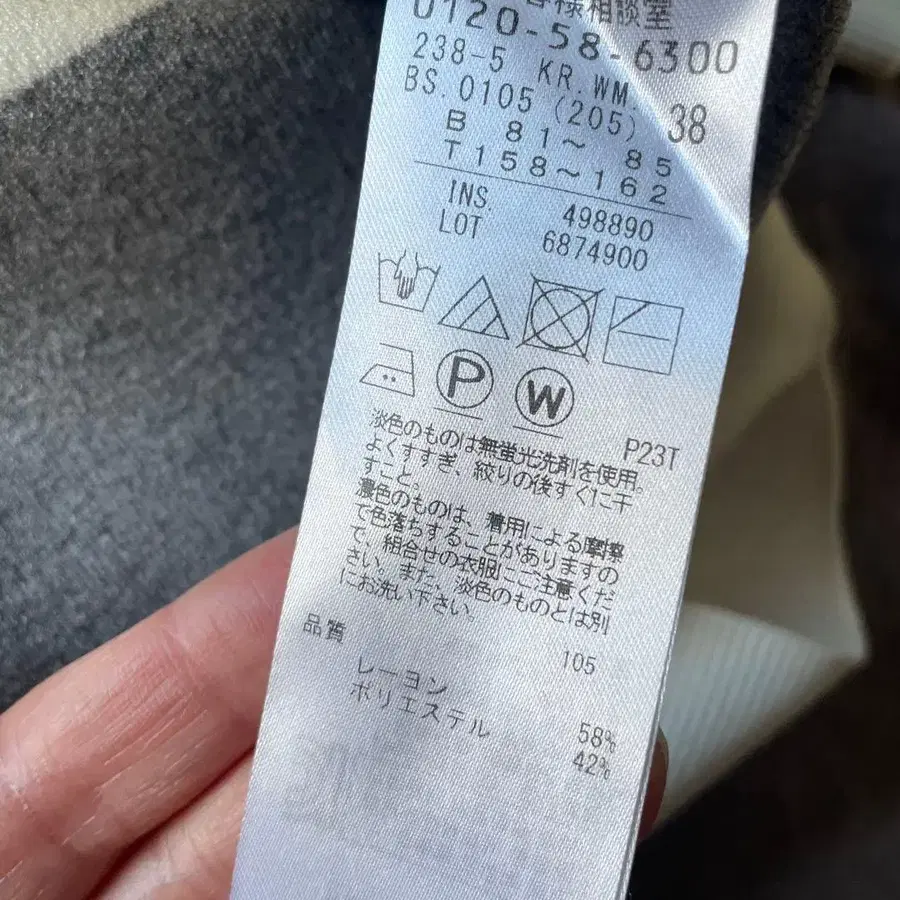 お客様相談室
0120-58-6300
238-5 KR.WM
BS.0105 (205) 38
B 81～ 85
T158～162
INS. 498890
LOT 6874900
P
W
P23T
淡色のものは無蛍光洗剤を使用。
よくすすぎ、絞りの後すぐに干
すこと。
濃色のものは、着用による摩擦
で色落ちすることがありますの
で、組合せの衣服にご注意くだ
さい。また、淡色のものとは別
にお洗い下さい。
品質 105
レーヨン 58%
ポリエステル 42%